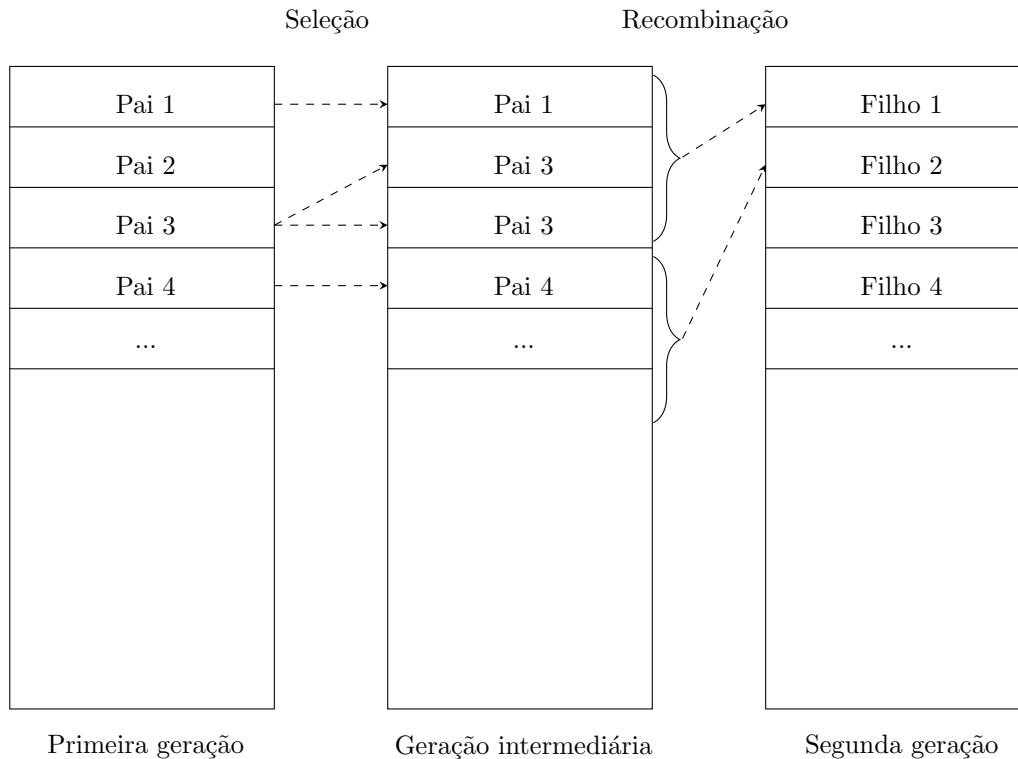 Seleção
Recombinação
Pai 1
Pai 1
Filho 1
Pai 2
Pai 3
Filho 2
Pai 3
Pai 3
Filho 3
Pai 4
Pai 4
Filho 4
...
...
...
Primeira geração
Geração intermediária
Segunda geração